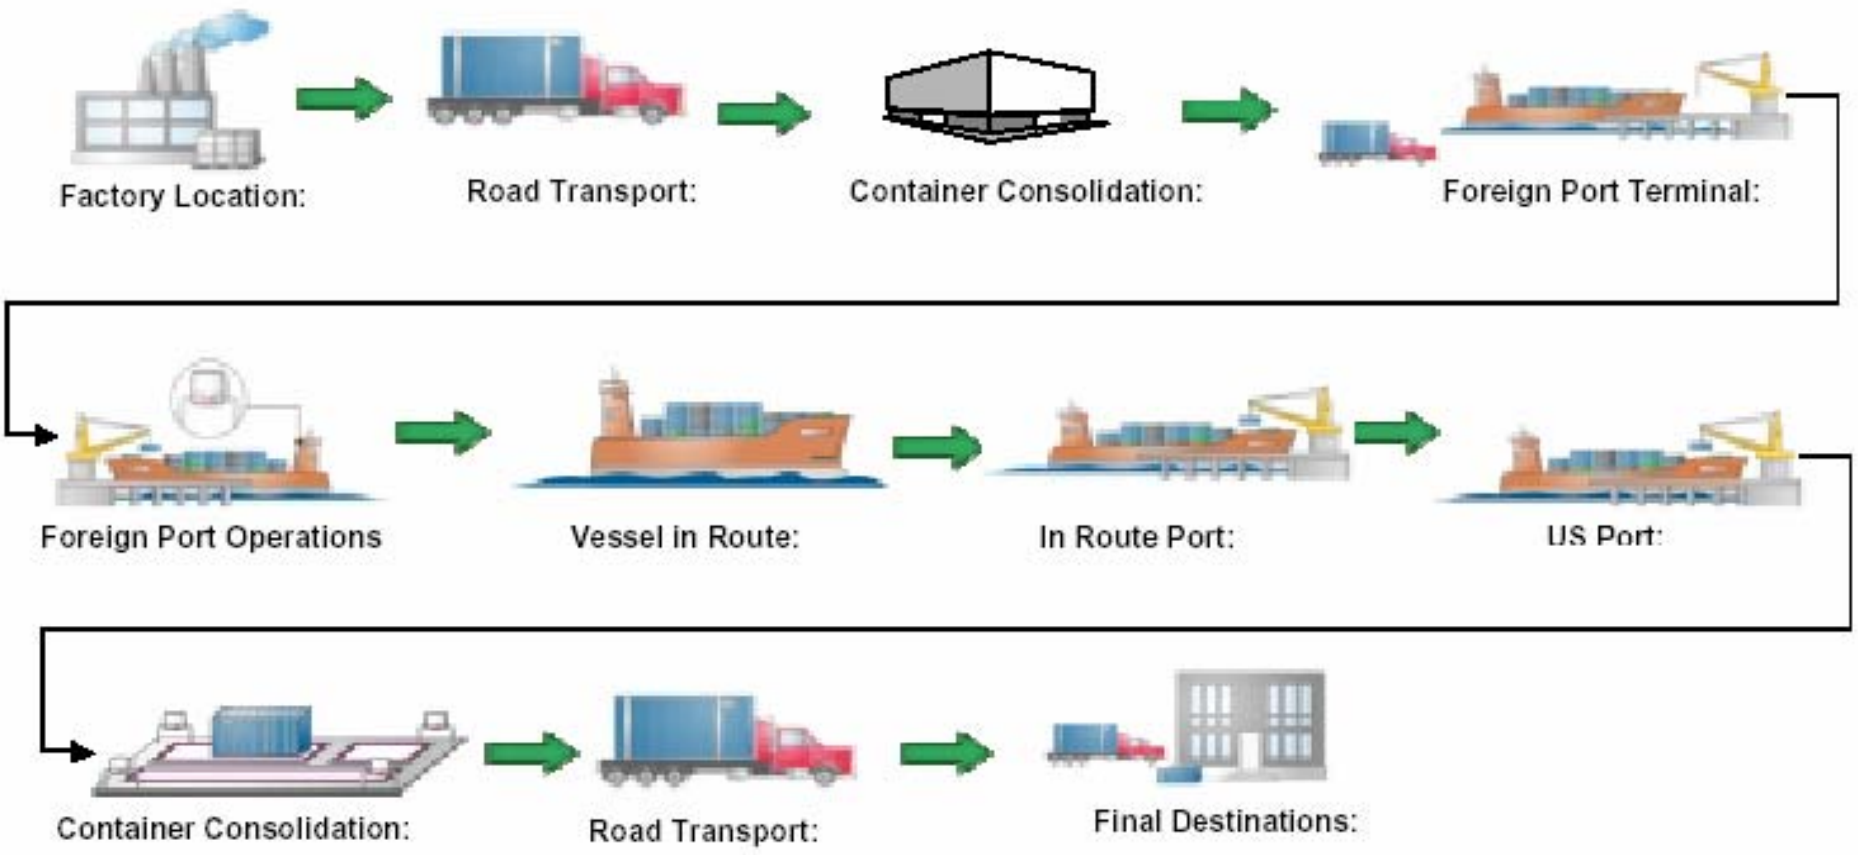 Factory Location:
Road Transport:
Container Consolidation:
Foreign Port Terminal:
Foreign Port Operations
Vessel in Route:
In Route Port:
US Port:
Container Consolidation:
Road Transport:
Final Destinations: